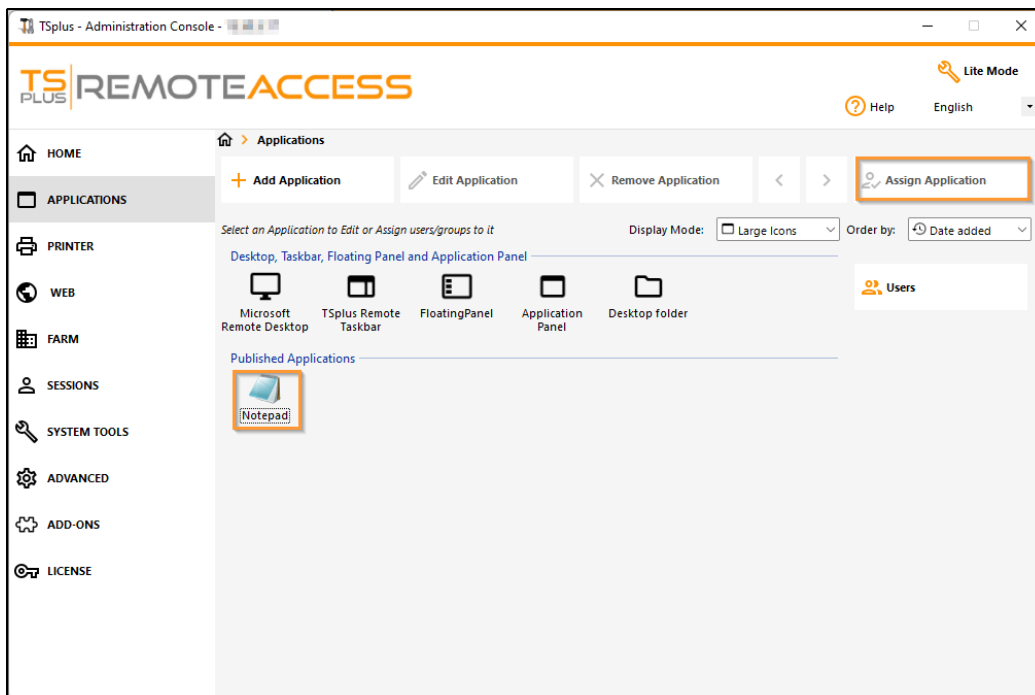 TSplus - Administration Console -
TS PLUS REMOTEACCESS
Lite Mode
Help English
HOME
APPLICATIONS
PRINTER
WEB
FARM
SESSIONS
SYSTEM TOOLS
ADVANCED
ADD-ONS
LICENSE
Applications
Add Application Edit Application Remove Application < > Assign Application
Select an Application to Edit or Assign users/groups to it Display Mode: Large Icons Order by: Date added
Desktop, Taskbar, Floating Panel and Application Panel
Microsoft Remote Desktop
TSplus Remote Taskbar
FloatingPanel
Application Panel
Desktop folder
Users
Published Applications
Notepad